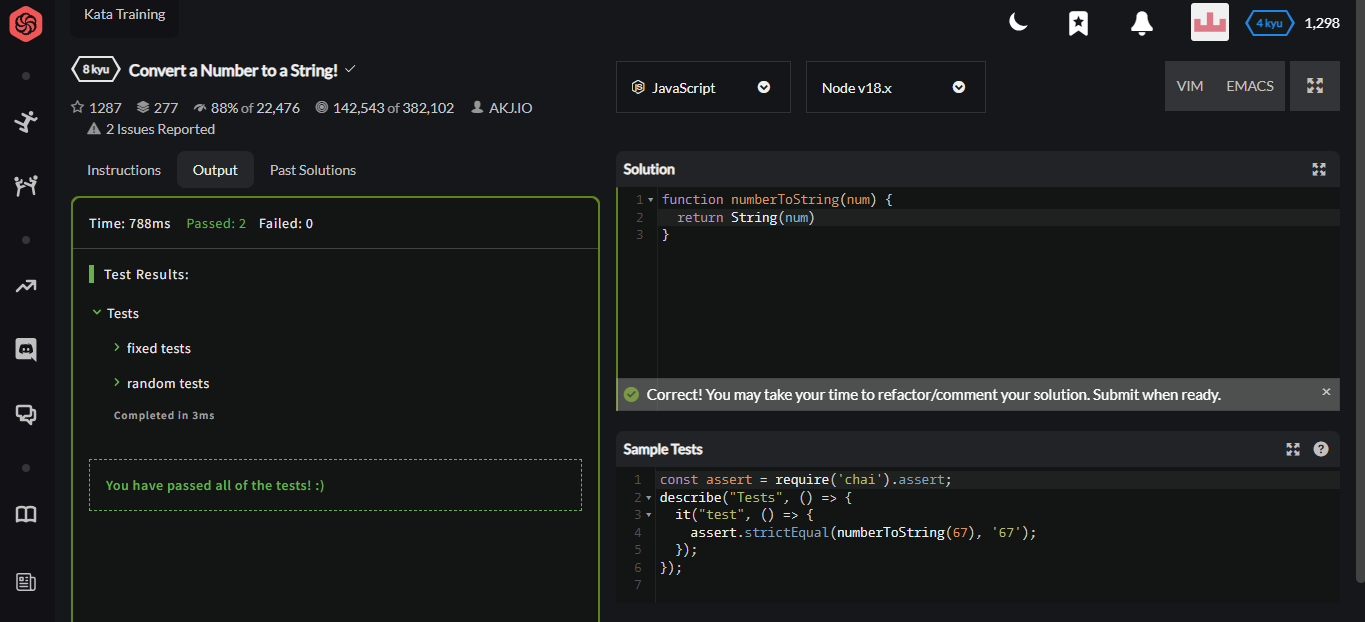 Kata Training
4 kyu 1,298
8 kyu Convert a Number to a String!
1287 277 88% of 22,476 142,543 of 382,102 AKJ.IO
2 Issues Reported
JavaScript
Node v18.x
VIM EMACS
Instructions Output Past Solutions
Time: 788ms Passed: 2 Failed: 0
Test Results:
Tests
fixed tests
random tests
Completed in 3ms
You have passed all of the tests! :)
Solution
1 function numberToString(num) {
2   return String(num)
3 }
Correct! You may take your time to refactor/comment your solution. Submit when ready.
Sample Tests
1 const assert = require('chai').assert;
2 describe("Tests", () => {
3   it("test", () => {
4     assert.strictEqual(numberToString(67), '67');
5   });
6 });
7